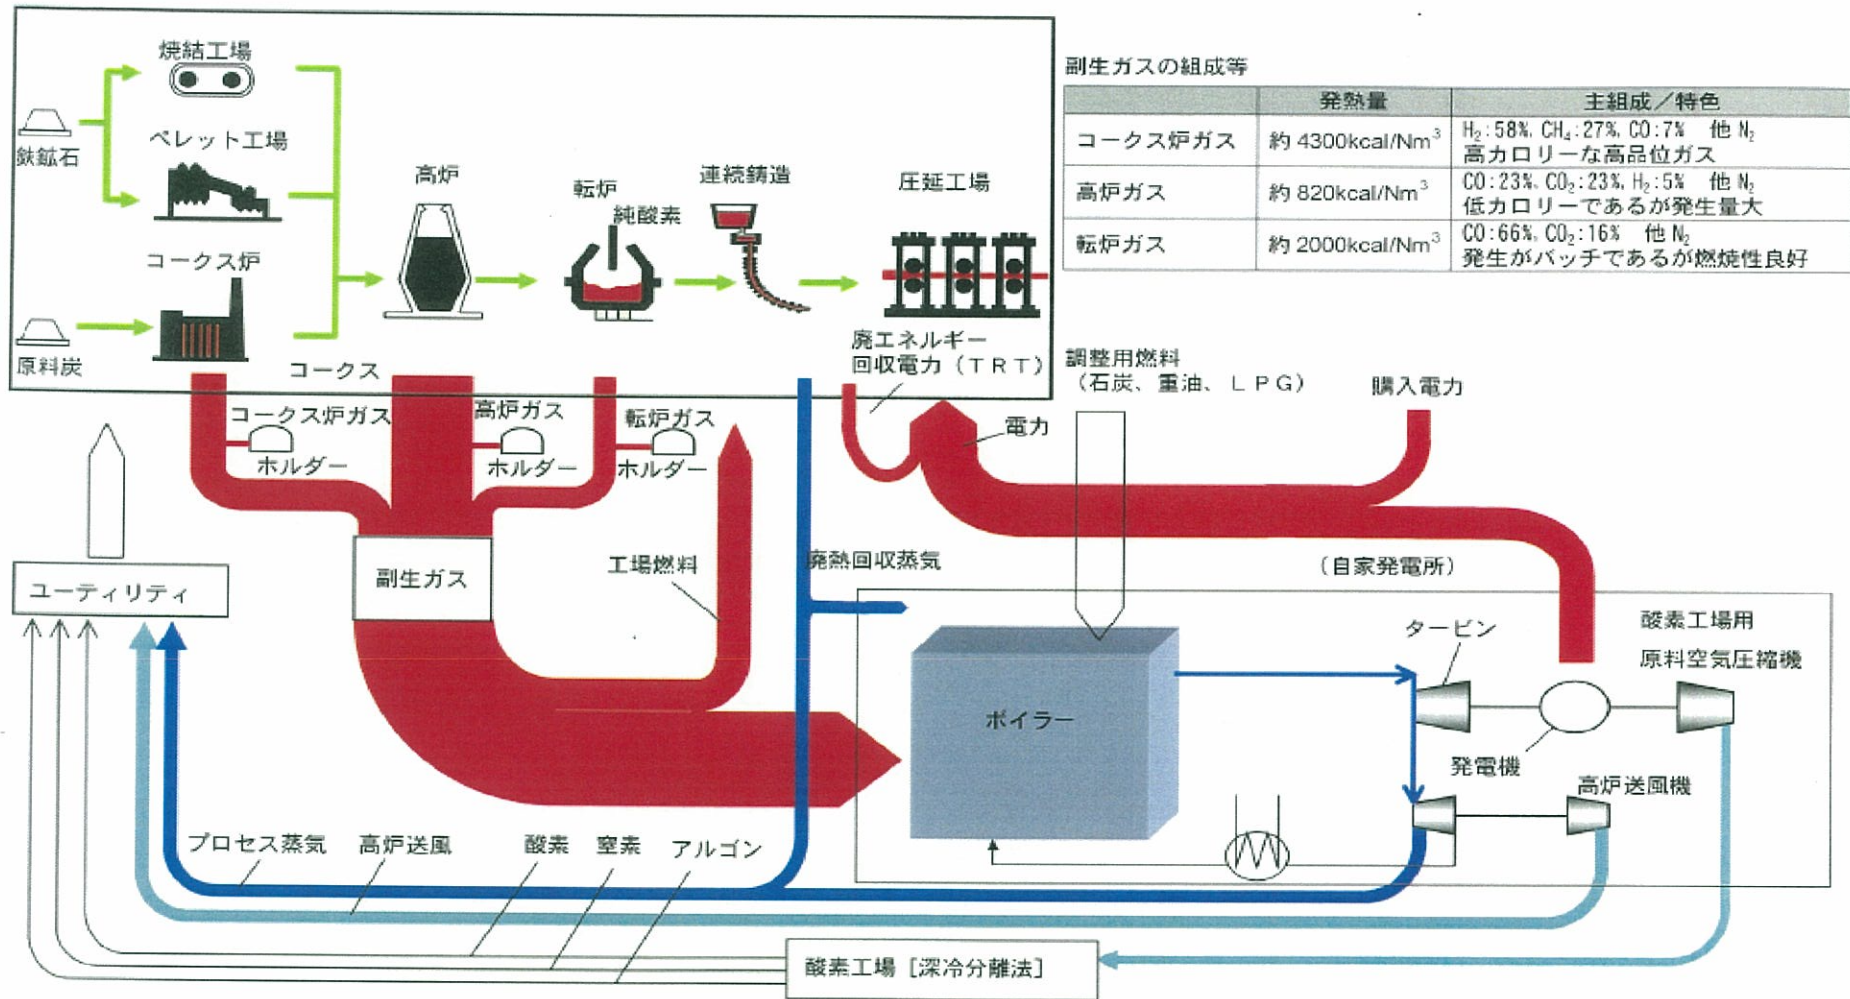 焼結工場
鉄鉱石
ペレット工場
コークス炉
原料炭
コークス
高炉
転炉
純酸素
連続鋳造
圧延工場
副生ガスの組成等
発熱量 主組成／特色
コークス炉ガス 約 4300kcal/Nm³ H₂:58%, CH₄:27%, CO:7% 他 N₂
高カロリーな高品位ガス
高炉ガス 約 820kcal/Nm³ CO:23%, CO₂:23%, H₂:5% 他 N₂
低カロリーであるが発生量大
転炉ガス 約 2000kcal/Nm³ CO:66%, CO₂:16% 他 N₂
発生がバッチであるが燃焼性良好
廃エネルギー
回収電力（ＴＲＴ）
調整用燃料
（石炭、重油、ＬＰＧ）
購入電力
電力
コークス炉ガス
ホルダー
高炉ガス
ホルダー
転炉ガス
ホルダー
ユーティリティ
副生ガス
工場燃料
廃熱回収蒸気
（自家発電所）
ボイラー
タービン
酸素工場用
原料空気圧縮機
発電機
高炉送風機
プロセス蒸気
高炉送風
酸素
窒素
アルゴン
酸素工場［深冷分離法］